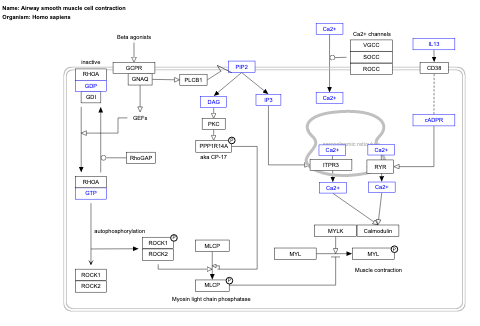 Name: Airway smooth muscle cell contraction
Organism: Homo sapiens
Beta agonists
Ca2+
Ca2+ channels
VGCC
SOCC
ROCC
IL13
CD38
inactive
RHOA
GDP
GDI
GCPR
GNAQ
PLCB1
PIP2
DAG
IP3
Ca2+
cADPR
GEFs
PKC
PPP1R14A
P
aka CP-17
RhoGAP
Ca2+
Ca2+
ITPR3
RYR
Ca2+
Ca2+
RHOA
GTP
autophosphorylation
ROCK1
P
ROCK2
MLCP
MYLK
Calmodulin
MYL
MYL
P
Muscle contraction
ROCK1
ROCK2
MLCP
P
Myosin light chain phosphatase